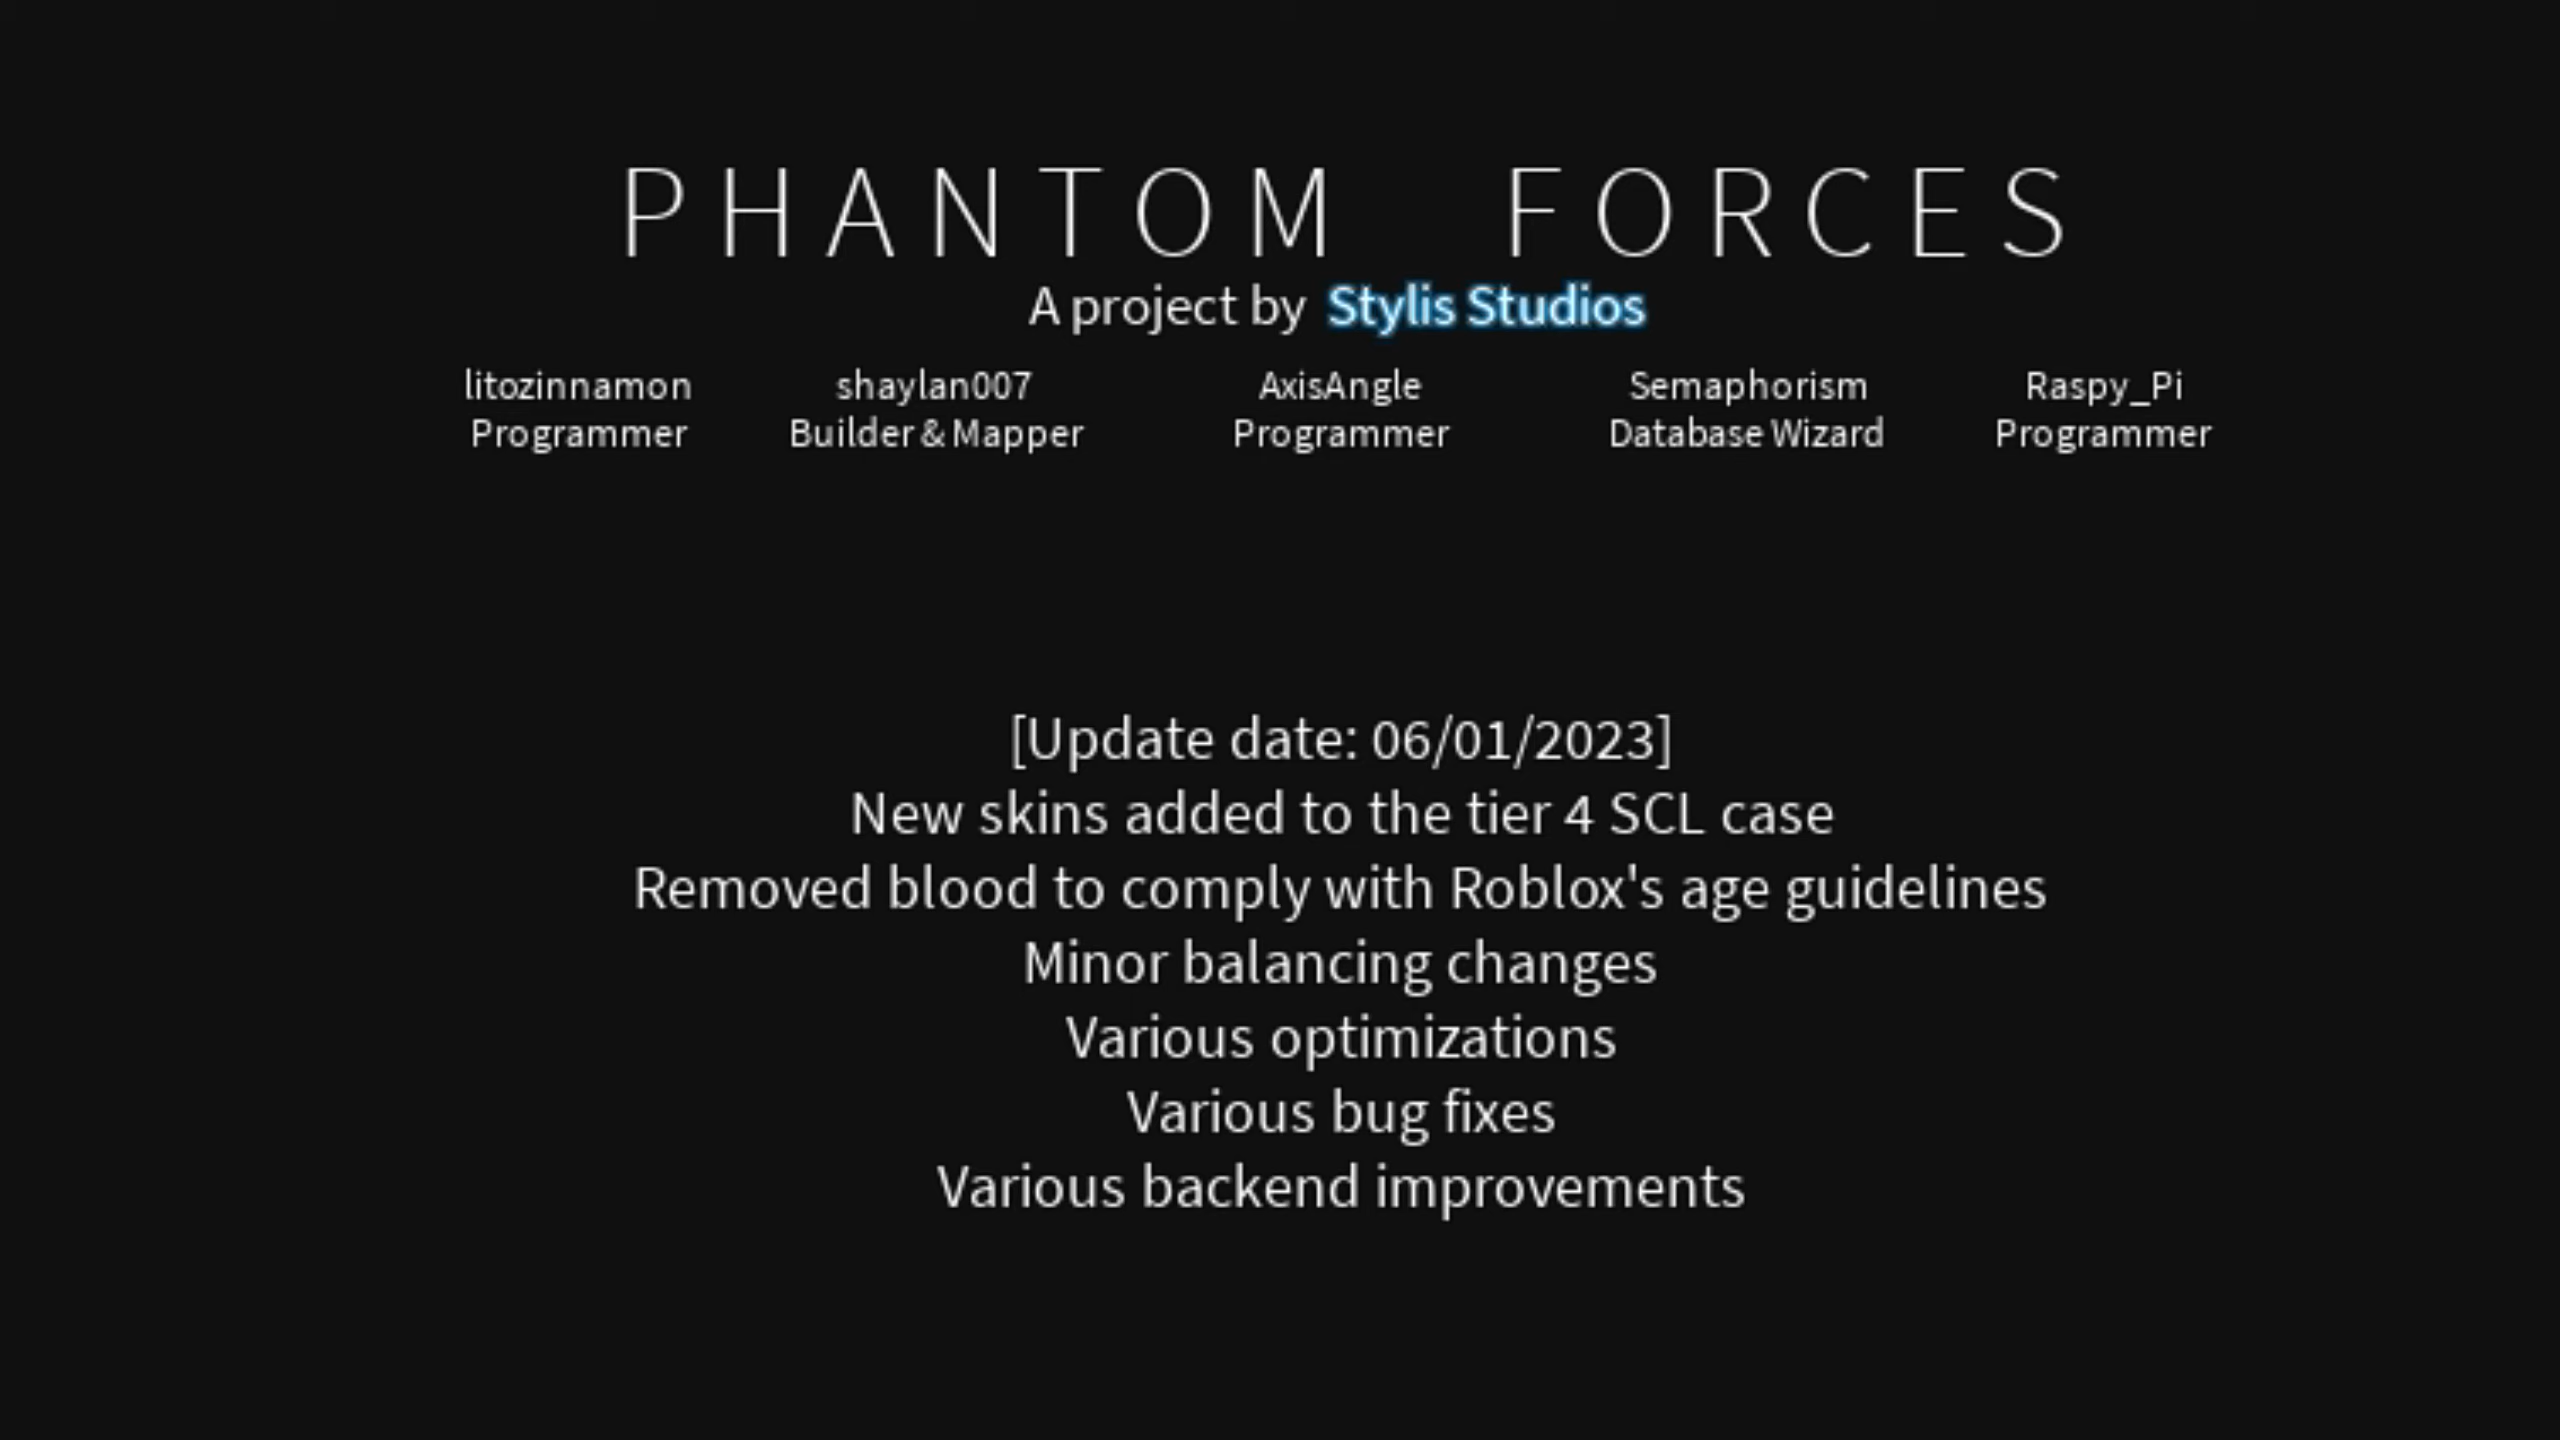 PHANTOM FORCES
A project by Stylis Studios
litozinnamon shaylan007 AxisAngle Semaphorism Raspy_Pi
Programmer Builder & Mapper Programmer Database Wizard Programmer
[Update date: 06/01/2023]
New skins added to the tier 4 SCL case
Removed blood to comply with Roblox's age guidelines
Minor balancing changes
Various optimizations
Various bug fixes
Various backend improvements